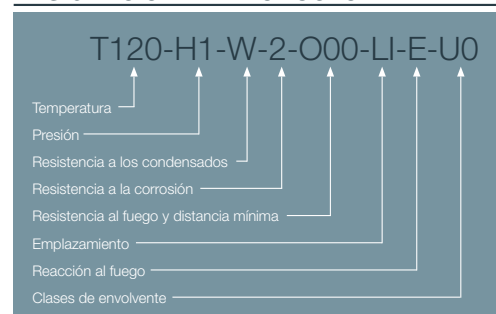 T120-H1-W-2-O00-LI-E-U0
Temperatura
Presión
Resistencia a los condensados
Resistencia a la corrosión
Resistencia al fuego y distancia mínima
Emplazamiento
Reacción al fuego
Clases de envolvente